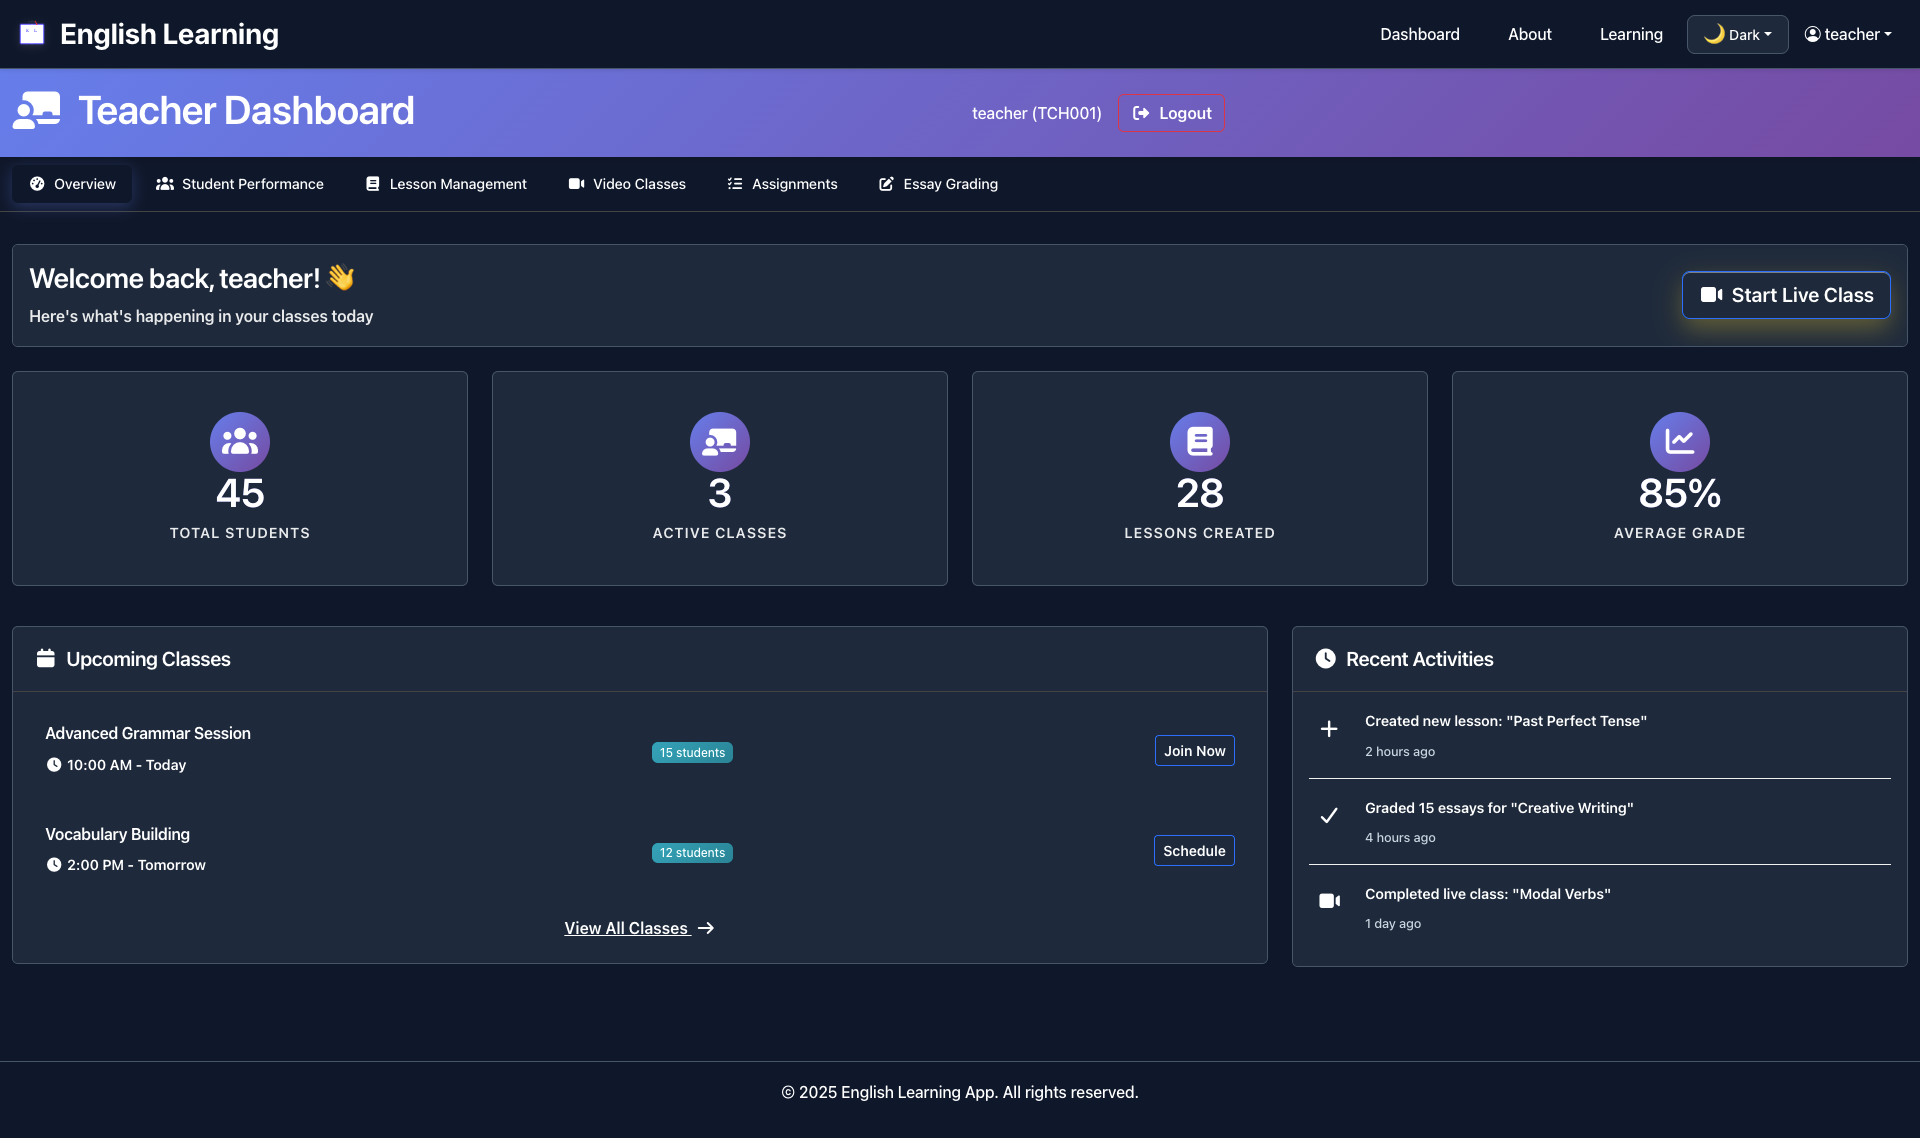 English Learning
Dashboard
About
Learning
Dark
teacher
Teacher Dashboard
teacher (TCH001)
Logout
Overview
Student Performance
Lesson Management
Video Classes
Assignments
Essay Grading
Welcome back, teacher! 👋
Here's what's happening in your classes today
Start Live Class
45
TOTAL STUDENTS
3
ACTIVE CLASSES
28
LESSONS CREATED
85%
AVERAGE GRADE
Upcoming Classes
Advanced Grammar Session
10:00 AM - Today
15 students
Join Now
Vocabulary Building
2:00 PM - Tomorrow
12 students
Schedule
View All Classes
Recent Activities
Created new lesson: "Past Perfect Tense"
2 hours ago
Graded 15 essays for "Creative Writing"
4 hours ago
Completed live class: "Modal Verbs"
1 day ago
© 2025 English Learning App. All rights reserved.